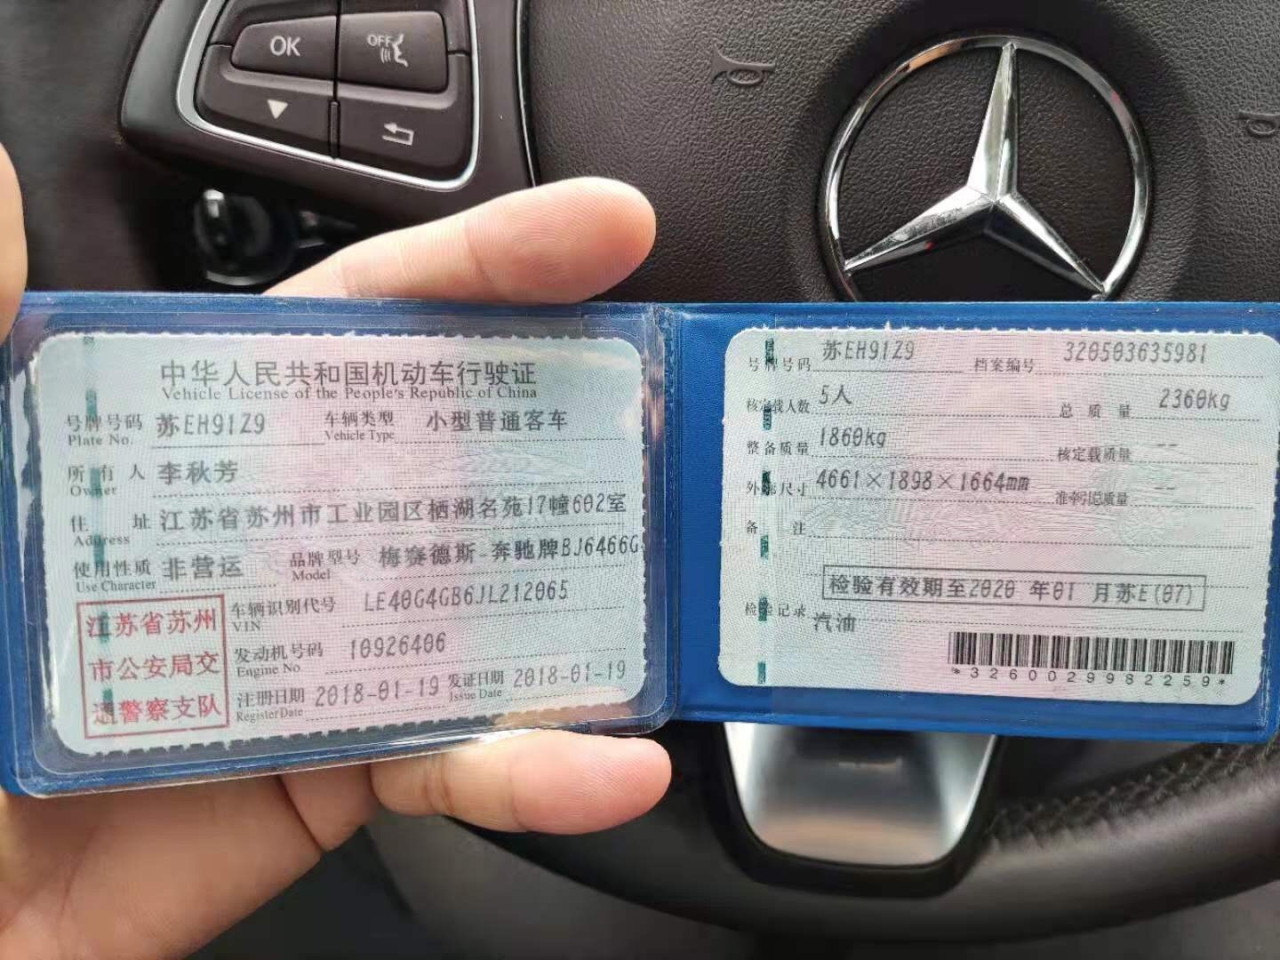 OK
OFF
中华人民共和国机动车行驶证
Vehicle License of the People's Republic of China
号牌号码 苏EH91Z9 车辆类型 小型普通客车
Plate No. Vehicle Type
所有人 李秋芳
Owner
住址 江苏省苏州市工业园区栖湖名苑17幢602室
Address
使用性质 非营运 品牌型号 梅赛德斯-奔驰牌BJ6466G
Use Character Model
江苏省苏州
市公安局交
通警察支队
车辆识别代号 LE40G4GB6JL212065
VIN
发动机号码 10926406
Engine No.
注册日期 2018-01-19 发证日期 2018-01-19
Register Date Issue Date
号牌号码 苏EH91Z9 档案编号 320503635981
核定载人数 5人 总质量 2360kg
整备质量 1860kg 核定载质量 --
外廓尺寸 4661×1898×1664mm 准牵引总质量 --
备注
检验有效期至2020 年01 月苏E(07)
检验记录
汽油
*3260029982259*